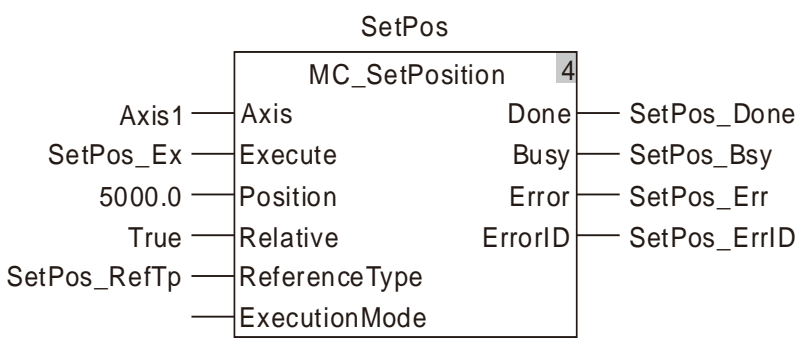 SetPos
MC_SetPosition 4
Axis1 Axis Done SetPos_Done
SetPos_Ex Execute Busy SetPos_Bsy
5000.0 Position Error SetPos_Err
True Relative ErrorID SetPos_ErrID
SetPos_RefTp ReferenceType
ExecutionMode